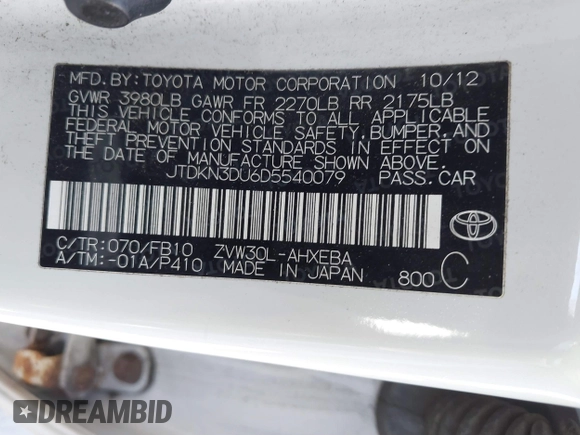 MFD. BY: TOYOTA MOTOR CORPORATION 10/12
GVWR 3980LB GAWR FR 2270LB RR 2175LB
THIS VEHICLE CONFORMS TO ALL APPLICABLE
FEDERAL MOTOR VEHICLE SAFETY, BUMPER, AND
THEFT PREVENTION STANDARDS IN EFFECT ON
THE DATE OF MANUFACTURE SHOWN ABOVE.
JTDKN3DU6D5540079 PASS. CAR
C/TR: 070/FB10 ZVW30L-AHXEBA
A/TM: -01A/P410 MADE IN JAPAN 800 C
TOYOTA
DREAMBID